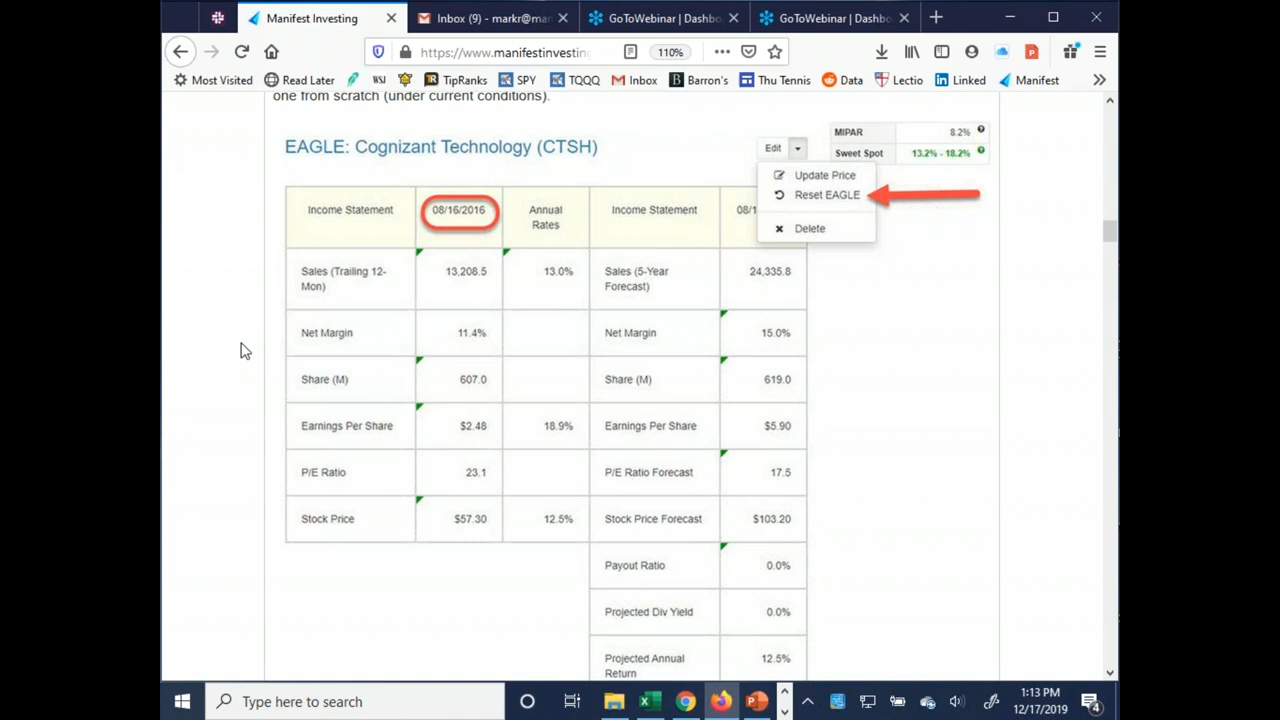 Manifest Investing
Inbox (9) - markr@ma
GoToWebinar | Dashbo
GoToWebinar | Dashbo
https://www.manifestinvestin
110%
Most Visited
Read Later
WSJ
TipRanks
SPY
TQQQ
Inbox
Barron's
Thu Tennis
Data
Lectio
Linked
Manifest
one from scratch (under current conditions).
EAGLE: Cognizant Technology (CTSH)
Edit
MIPAR 8.2%
Sweet Spot 13.2% - 18.2%
Update Price
Reset EAGLE
Delete
Income Statement 08/16/2016 Annual Income Statement 08/1
Rates
Sales (Trailing 12- 13,208.5 13.0% Sales (5-Year 24,335.8
Mon) Forecast)
Net Margin 11.4% Net Margin 15.0%
Share (M) 607.0 Share (M) 619.0
Earnings Per Share $2.48 18.9% Earnings Per Share $5.90
P/E Ratio 23.1 P/E Ratio Forecast 17.5
Stock Price $57.30 12.5% Stock Price Forecast $103.20
Payout Ratio 0.0%
Projected Div Yield 0.0%
Projected Annual 12.5%
Return
Type here to search
1:13 PM
12/17/2019
4